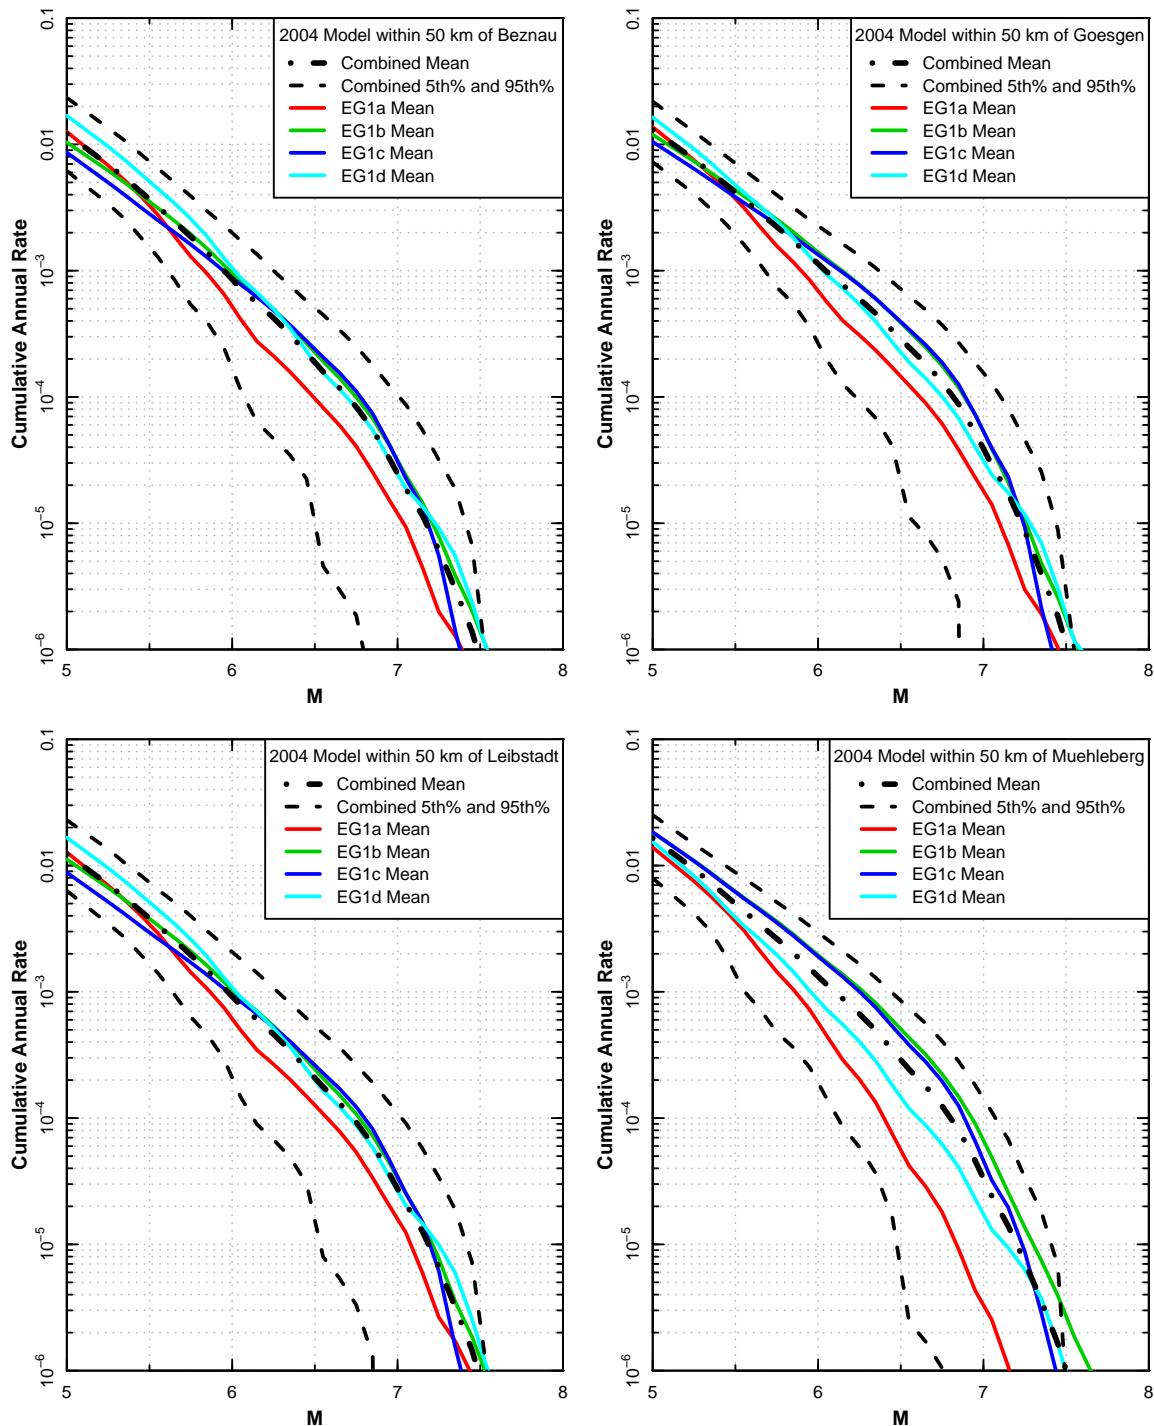 2004 Model within 50 km of Beznau
Combined Mean
Combined 5th% and 95th%
EG1a Mean
EG1b Mean
EG1c Mean
EG1d Mean
Cumulative Annual Rate
0.1
0.01
10⁻³
10⁻⁴
10⁻⁵
10⁻⁶
5 6 7 8
M
2004 Model within 50 km of Goesgen
Combined Mean
Combined 5th% and 95th%
EG1a Mean
EG1b Mean
EG1c Mean
EG1d Mean
Cumulative Annual Rate
0.1
0.01
10⁻³
10⁻⁴
10⁻⁵
10⁻⁶
5 6 7 8
M
2004 Model within 50 km of Leibstadt
Combined Mean
Combined 5th% and 95th%
EG1a Mean
EG1b Mean
EG1c Mean
EG1d Mean
Cumulative Annual Rate
0.1
0.01
10⁻³
10⁻⁴
10⁻⁵
10⁻⁶
5 6 7 8
M
2004 Model within 50 km of Muehleberg
Combined Mean
Combined 5th% and 95th%
EG1a Mean
EG1b Mean
EG1c Mean
EG1d Mean
Cumulative Annual Rate
0.1
0.01
10⁻³
10⁻⁴
10⁻⁵
10⁻⁶
5 6 7 8
M